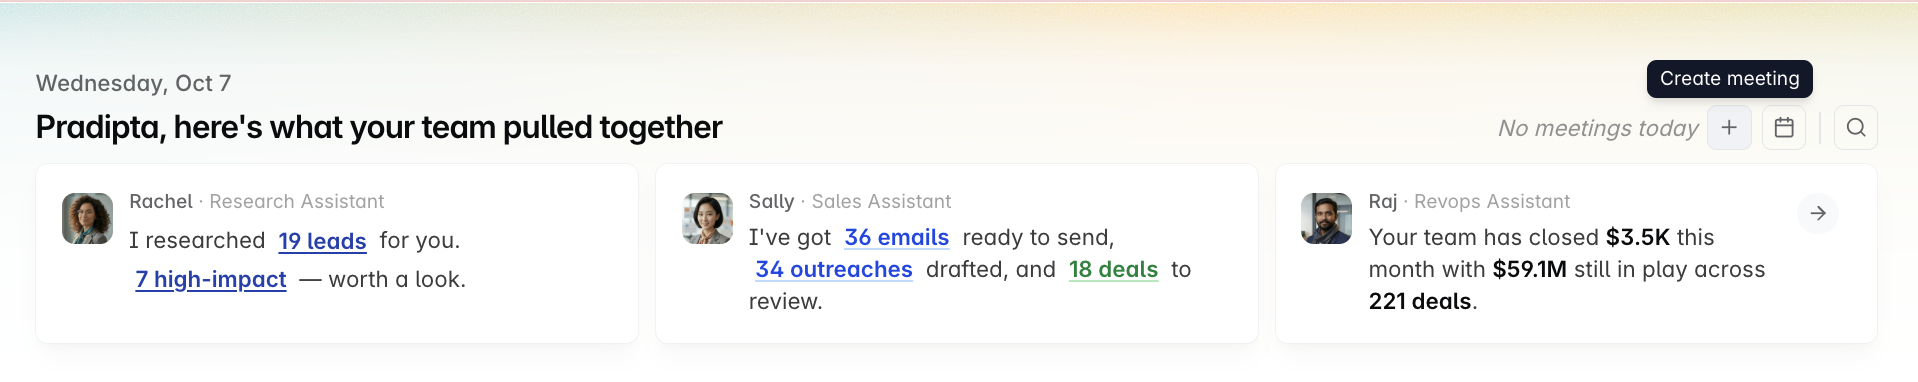 Wednesday, Oct 7
Create meeting
Pradipta, here's what your team pulled together
No meetings today
Rachel · Research Assistant
I researched 19 leads for you.
7 high-impact — worth a look.
Sally · Sales Assistant
I've got 36 emails ready to send,
34 outreaches drafted, and 18 deals to
review.
Raj · Revops Assistant
Your team has closed $3.5K this
month with $59.1M still in play across
221 deals.